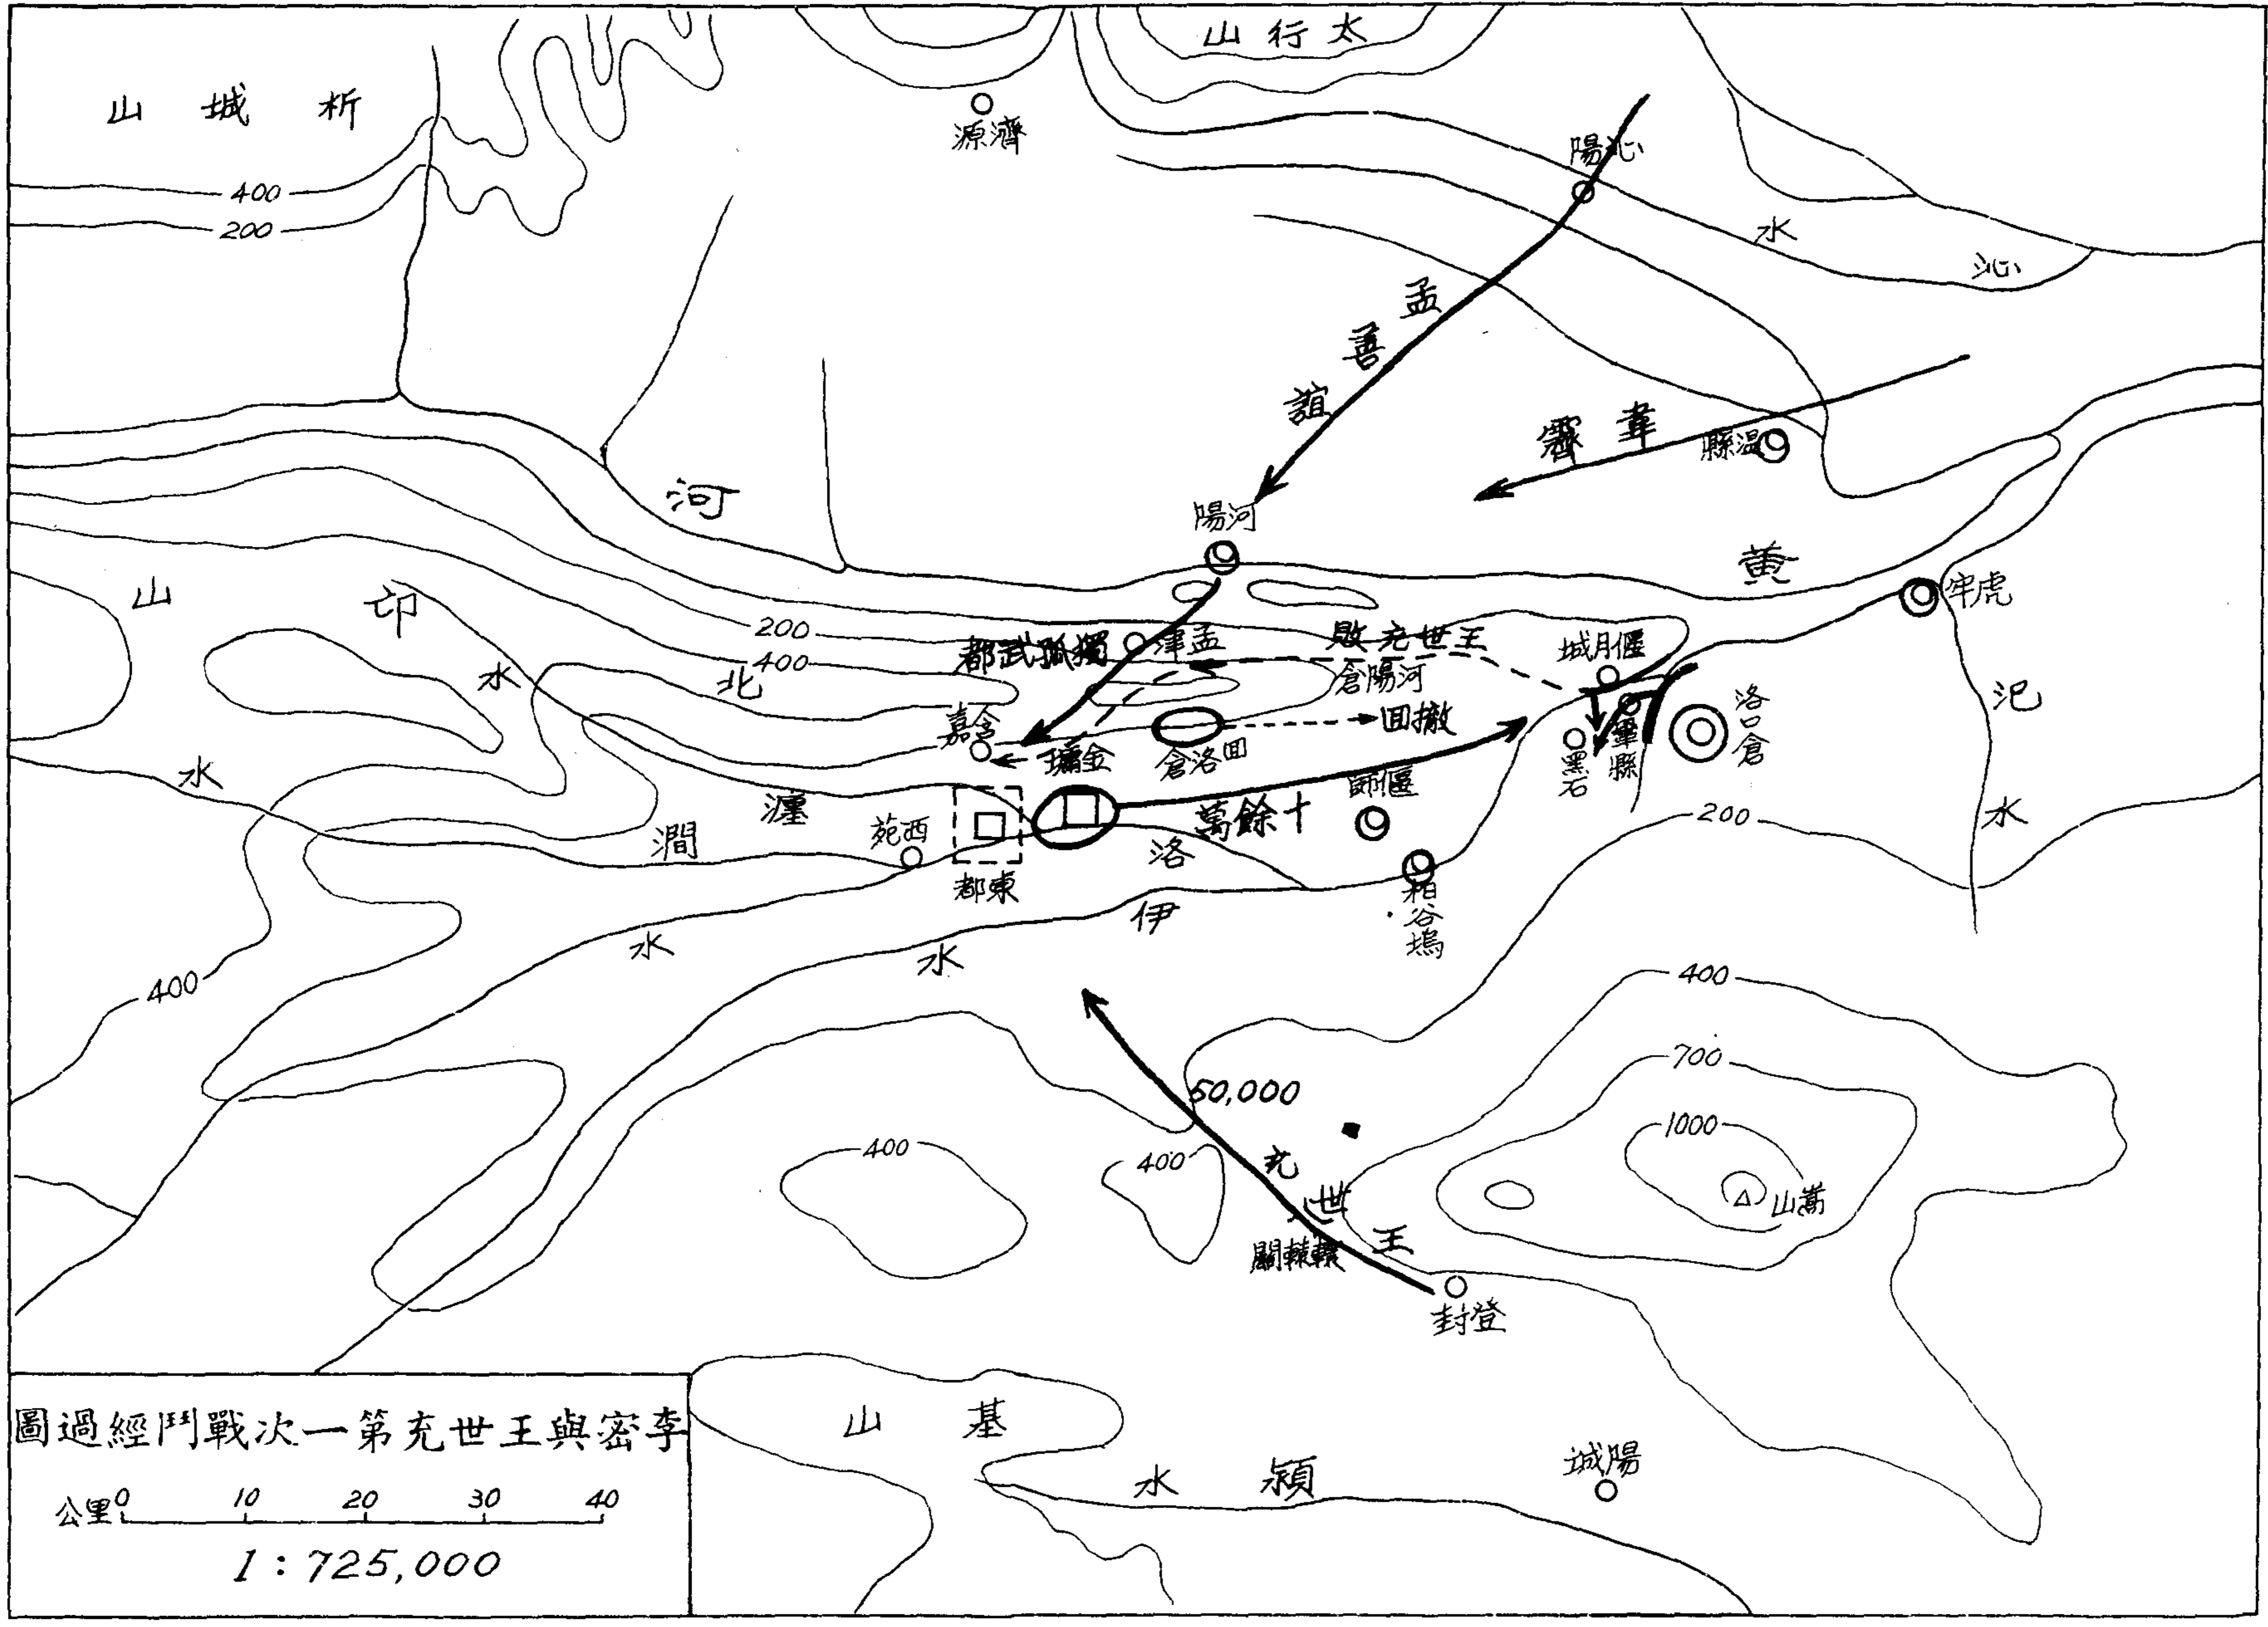 太行山
析城山
濟源
沁陽
400
200
沁水
孟善誼
韋霽
溫縣
黃河
河陽
虎牢
北邙山
200
400
孟津
獨孤武都
王世充敗
偃月城
河陽倉
撤回
回洛倉
金墉
含嘉
鞏縣
黑石
洛口倉
汜水
十餘萬
偃師
柏谷塢
瀍水
澗水
西苑
東都
洛水
伊水
200
400
400
700
1000
嵩山
50,000
王世充
轘轅關
登封
400
400
基山
潁水
陽城
李密與王世充第一次戰鬥經過圖
公里 0 10 20 30 40
1:725,000